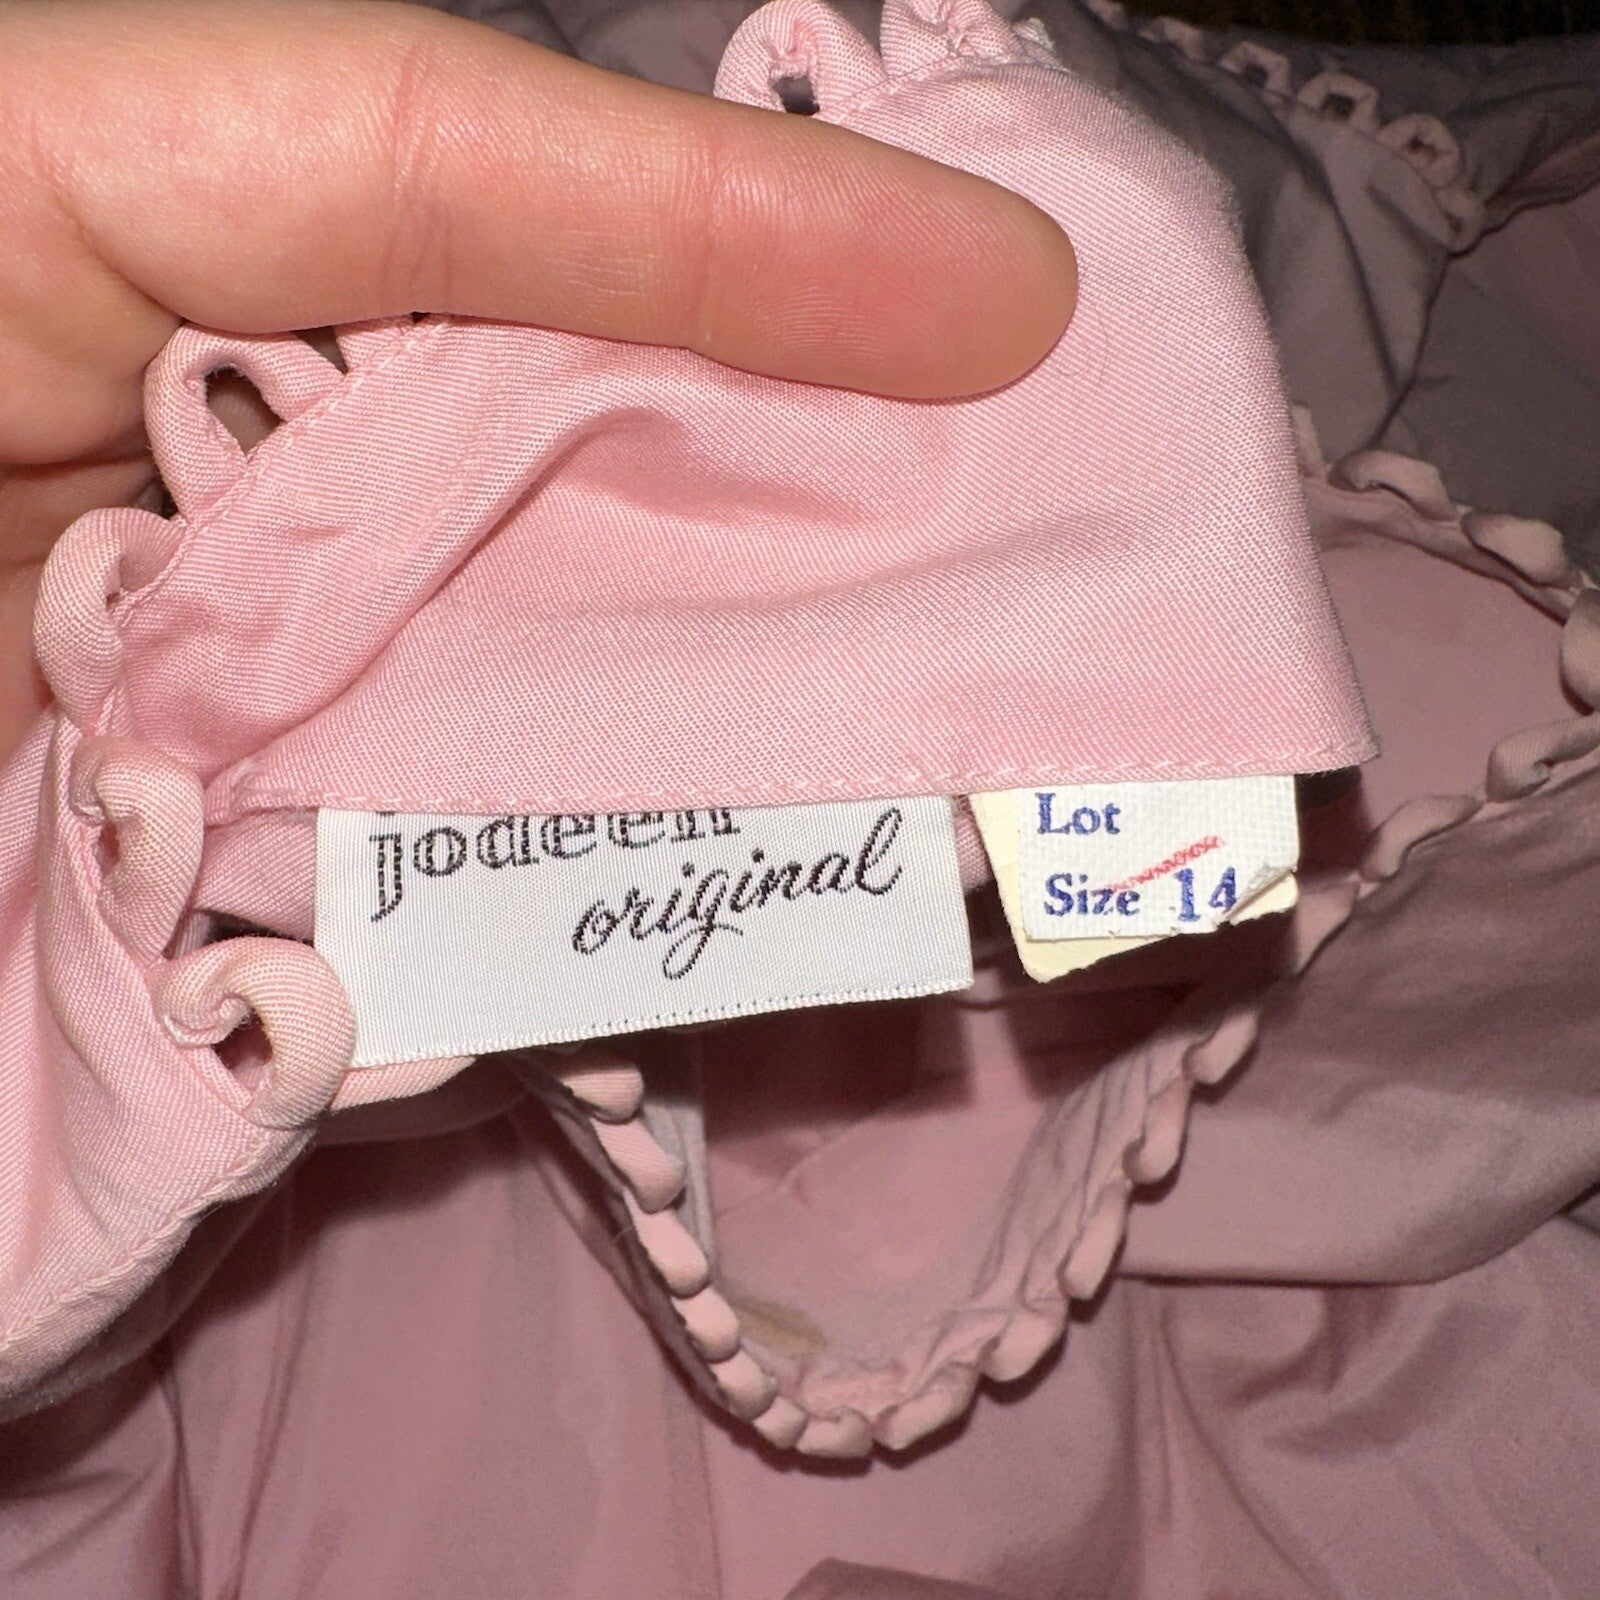 jodeen
original
Lot
Size 14